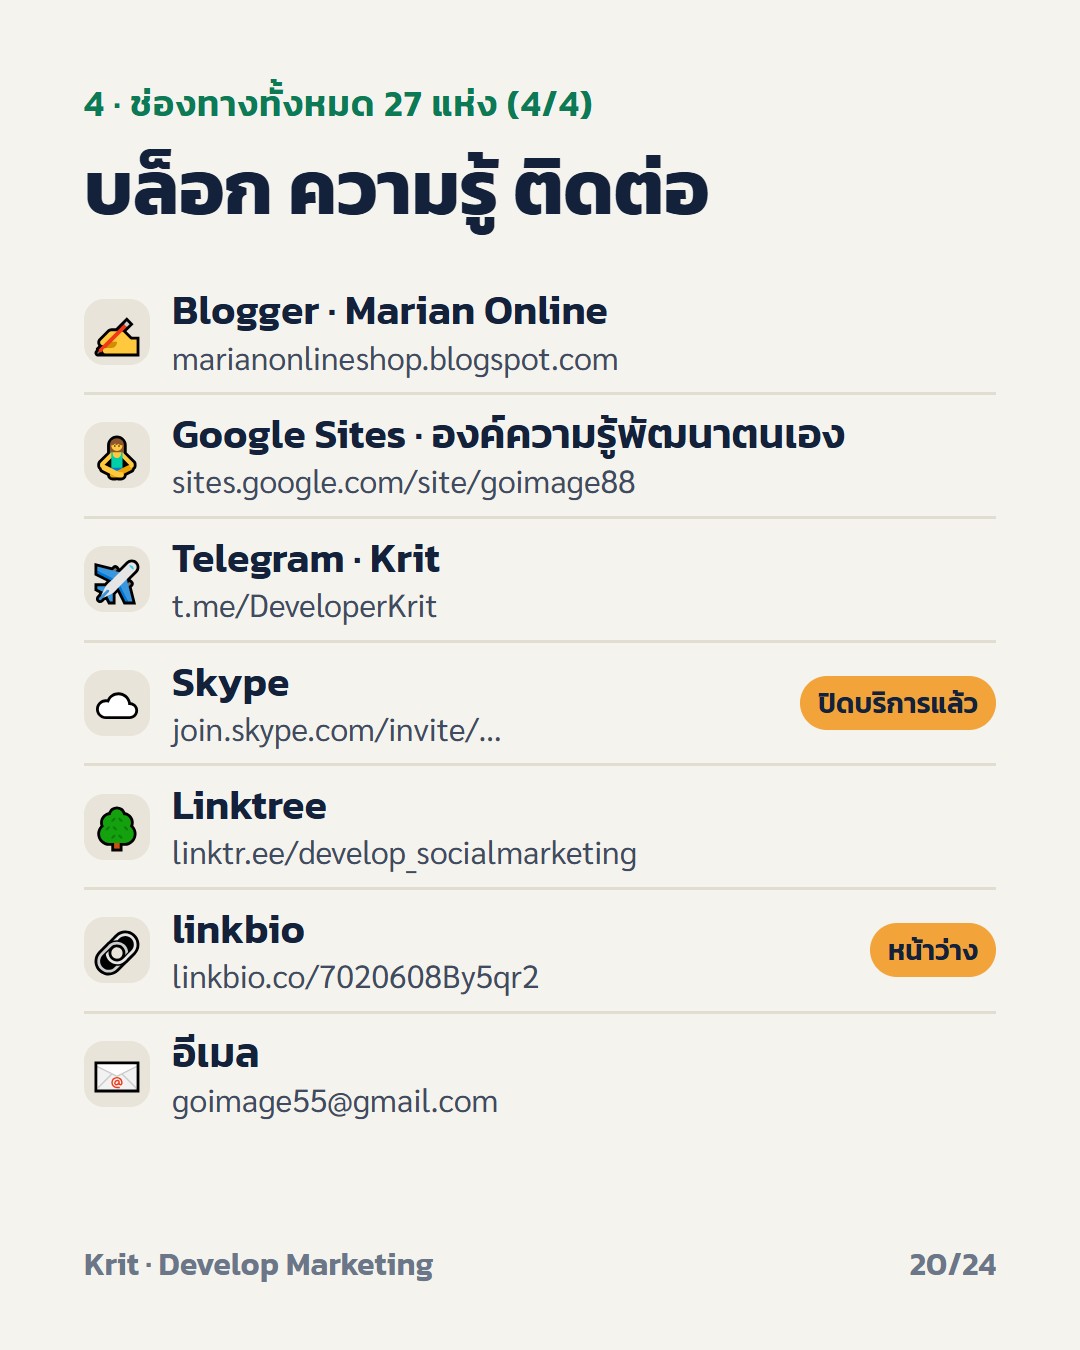 4 · ช่องทางทั้งหมด 27 แห่ง (4/4)
บล็อก ความรู้ ติดต่อ
Blogger · Marian Online
marianonlineshop.blogspot.com
Google Sites · องค์ความรู้พัฒนาตนเอง
sites.google.com/site/goimage88
Telegram · Krit
t.me/DeveloperKrit
Skype
ปิดบริการแล้ว
join.skype.com/invite/...
Linktree
linktr.ee/develop_socialmarketing
linkbio
หน้าว่าง
linkbio.co/7020608By5qr2
อีเมล
goimage55@gmail.com
Krit · Develop Marketing
20/24